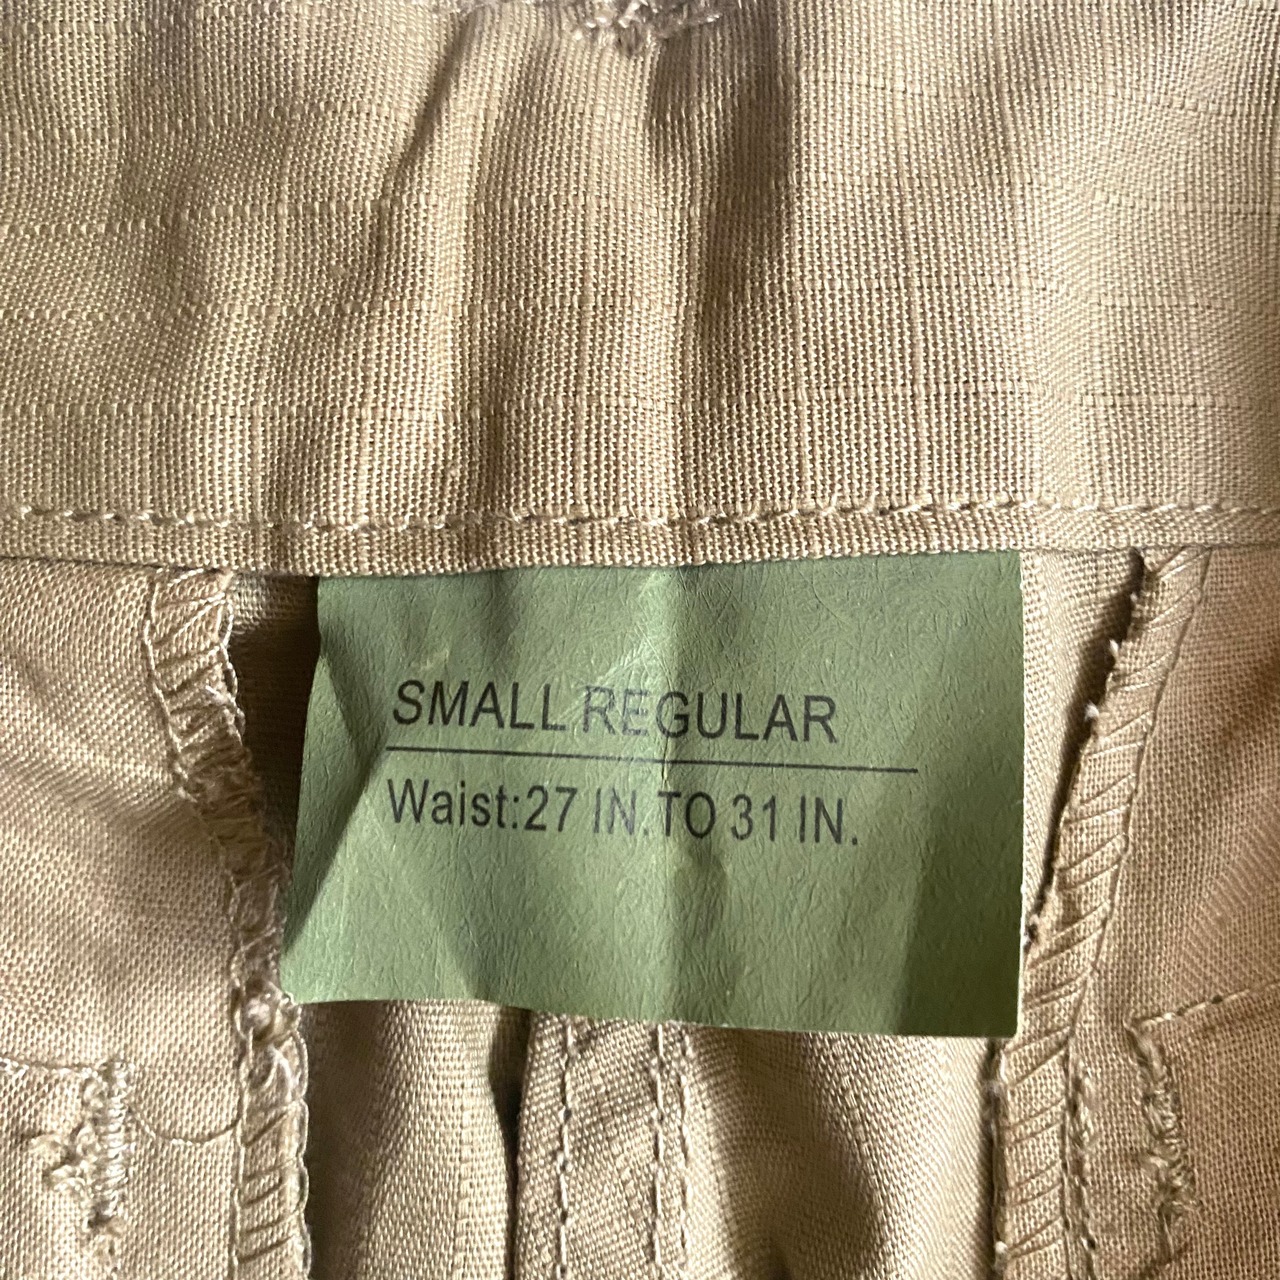 SMALL REGULAR
Waist:27 IN.TO 31 IN.